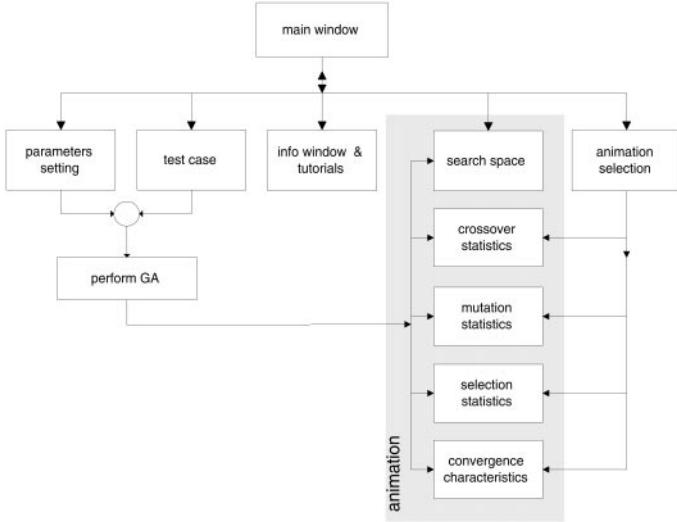 main window
parameters
setting
test case
info window &
tutorials
search space
animation
selection
crossover
statistics
perform GA
mutation
statistics
selection
statistics
convergence
characteristics
animation